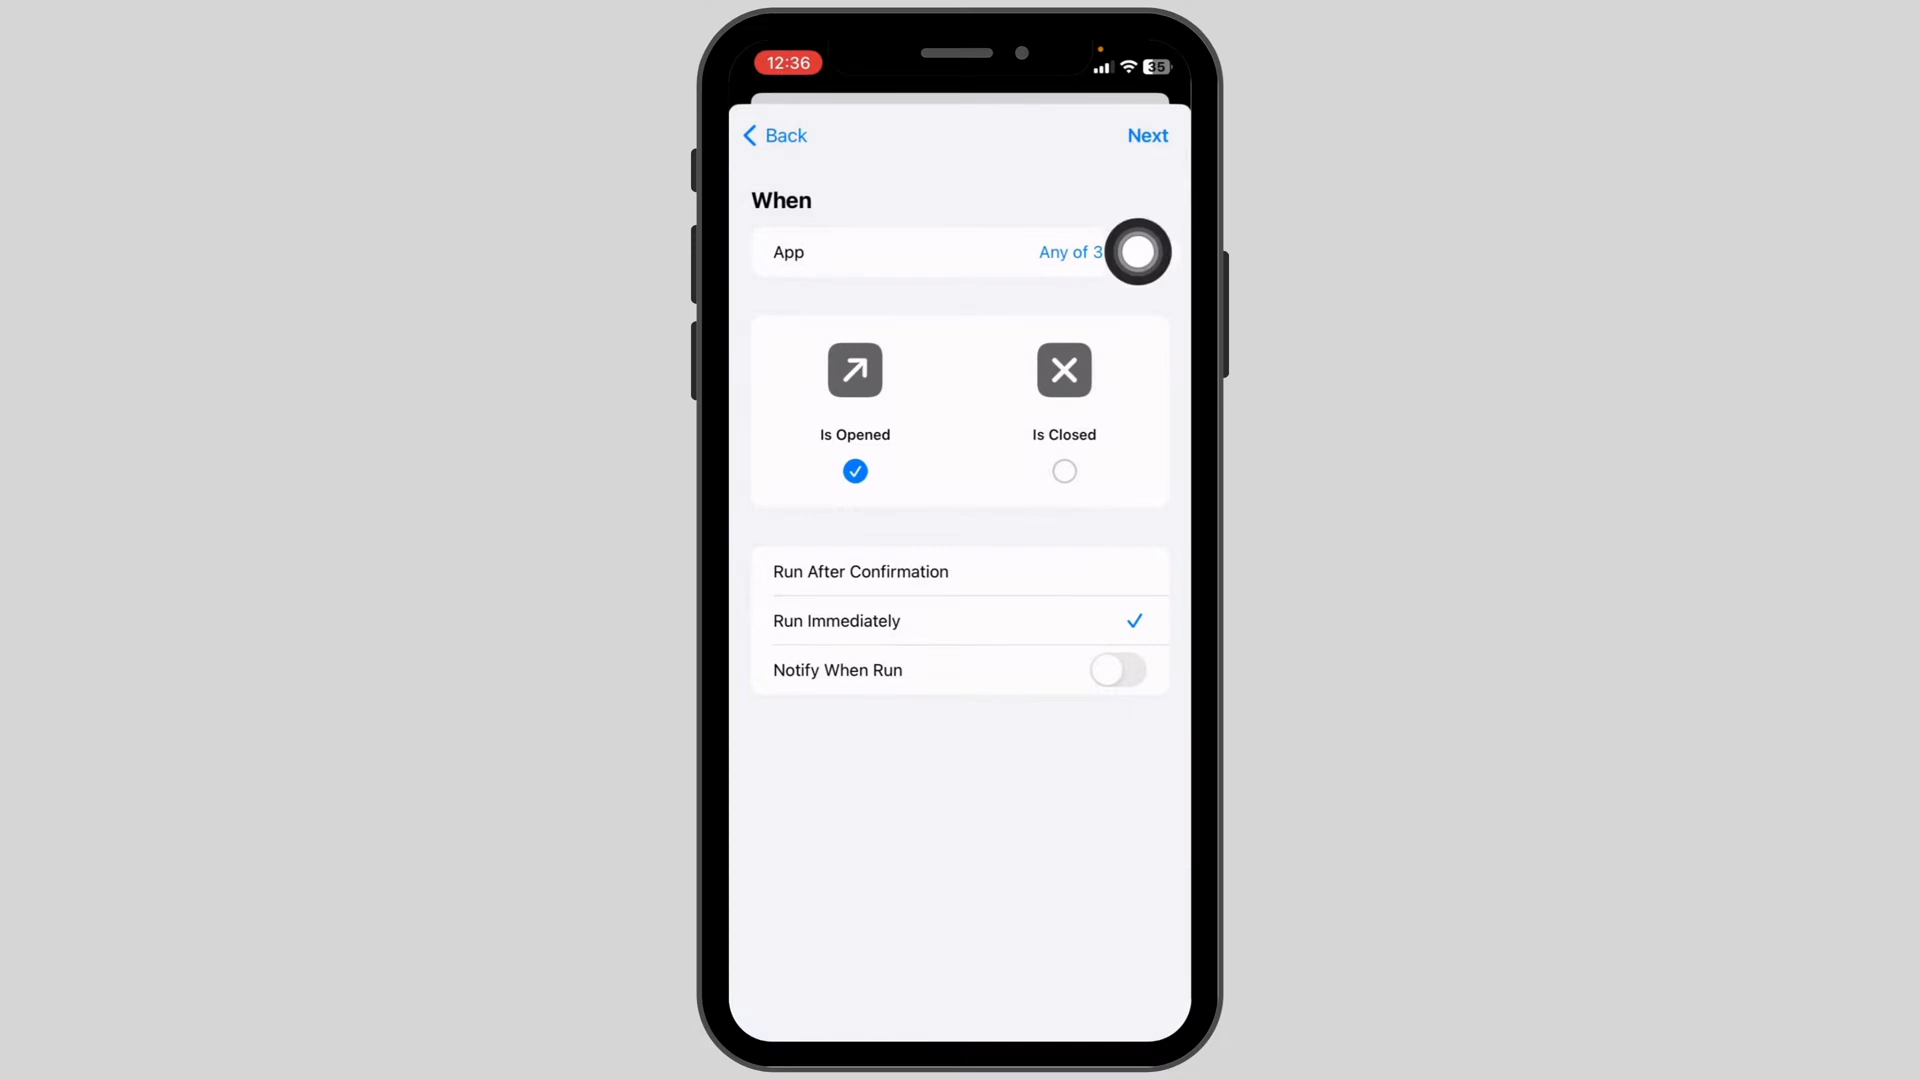 12:36
35
Back
Next
When
App
Any of 3
Is Opened
Is Closed
Run After Confirmation
Run Immediately
Notify When Run